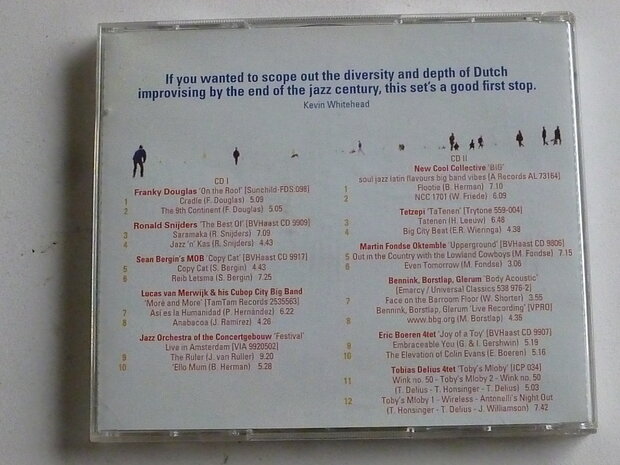 If you wanted to scope out the diversity and depth of Dutch
improvising by the end of the jazz century, this set's a good first stop.
Kevin Whitehead
CD I
Franky Douglas 'On the Roof' [Sunchild-FDS 098]
1 Cradle (F. Douglas) 5.09
2 The 9th Continent (F. Douglas) 5.05
Ronald Snijders 'The Best Of' [BVHaast CD 9909]
3 Saramaka (R. Snijders) 7.09
4 Jazz 'n' Kas (R. Snijders) 4.43
Sean Bergin's MOB 'Copy Cat' [BVHaast CD 9917]
5 Copy Cat (S. Bergin) 4.43
6 Reib Letsma (S. Bergin) 7.25
Lucas van Merwijk & his Cubop City Big Band
'More and More' [TamTam Records 2535563]
7 Así es la Humanidad (P. Hernández) 6.22
8 Anabacoa (J. Ramírez) 4.26
Jazz Orchestra of the Concertgebouw 'Festival'
Live in Amsterdam [VIA 9920502]
9 The Ruler (J. van Ruller) 9.20
10 'Ello Mum (B. Herman) 5.28
CD II
New Cool Collective 'BIG'
soul jazz latin flavours big band vibes [A Records AL 73164]
1 Flootie (B. Herman) 7.10
2 NCC 1701 (W. Friede) 6.09
Tetzepi 'TaTenen' [Trytone 559-004]
3 Tatenen (H. Leeuw) 6.48
4 Big City Beat (E.R. Wieringa) 4.38
Martin Fondse Oktemble 'Upperground' [BVHaast CD 9806]
5 Out in the Country with the Lowland Cowboys (M. Fondse) 7.15
6 Even Tomorrow (M. Fondse) 3.06
Bennink, Borstlap, Glerum 'Body Acoustic'
[Emarcy / Universal Classics 538 976-2]
7 Face on the Barroom Floor (W. Shorter) 3.55
Bennink, Borstlap, Glerum 'Live Recording' [VPRO]
8 www.bbg.org (M. Borstlap) 4.35
Eric Boeren 4tet 'Joy of a Toy' [BVHAAST CD 9907]
9 Embraceable You (G. & I. Gershwin) 5.19
10 The Elevation of Colin Evans (E. Boeren) 5.16
Tobias Delius 4tet 'Toby's Mloby' [ICP 034]
11 Wink no. 50 - Toby's Mloby 2 - Wink no. 50
(T. Honsinger - T. Delius) 5.03
12 Toby's Mloby 1 - Wireless - Antonelli's Night Out
(T. Honsinger - T. Delius - J. Williamson) 7.42